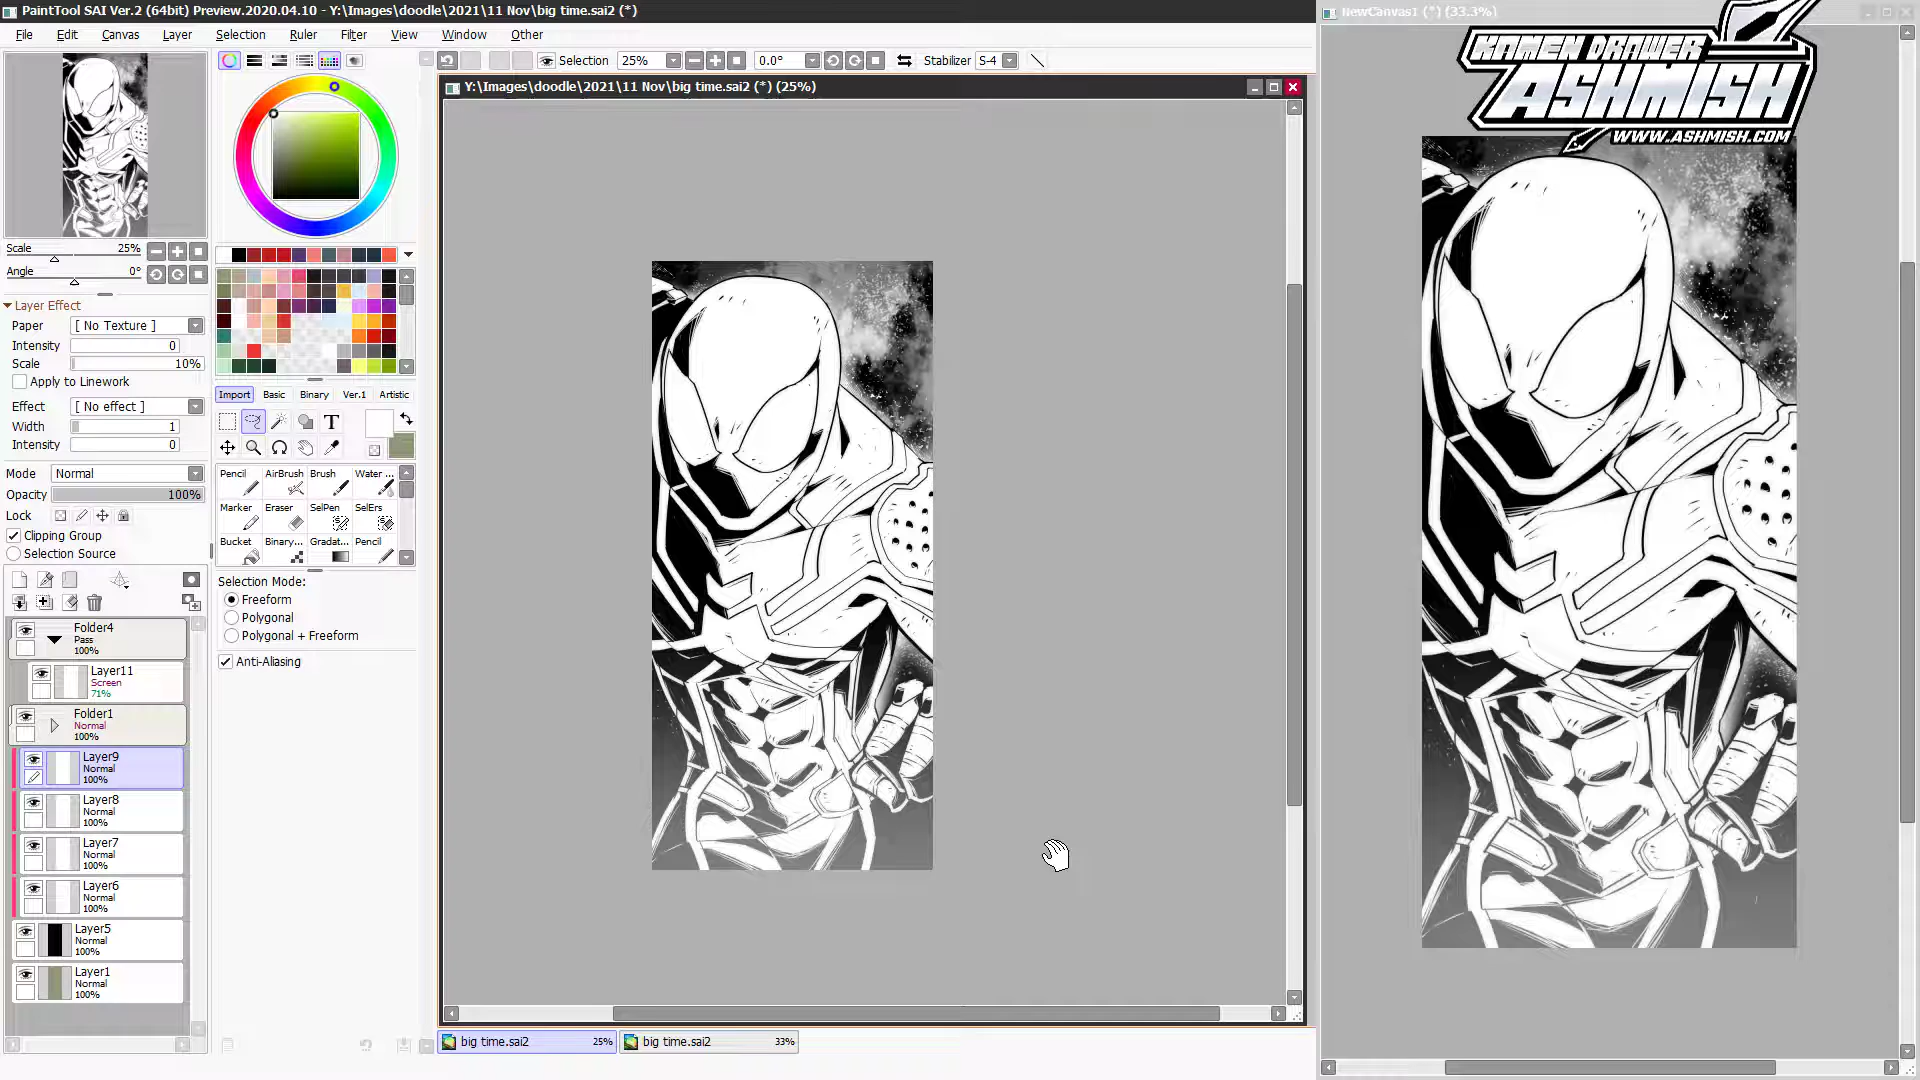 PaintTool SAI Ver.2 (64bit) Preview.2020.04.10 - Y:\Images\doodle\2021\11 Nov\big time.sai2 (*)
File Edit Canvas Layer Selection Ruler Filter View Window Other
Selection 25% 0.0° Stabilizer S-4
Y:\Images\doodle\2021\11 Nov\big time.sai2 (*) (25%)
NewCanvas1 (*) (33.3%)
KAMEN DRAWER
ASHMISH
WWW.ASHMISH.COM
Scale 25%
Angle 0°
Layer Effect
Paper [ No Texture ]
Intensity 0
Scale 10%
Apply to Linework
Effect [ No effect ]
Width 1
Intensity 0
Mode Normal
Opacity 100%
Lock
Clipping Group
Selection Source
Folder4
Pass
100%
Layer11
Screen
71%
Folder1
Normal
100%
Layer9
Normal
100%
Layer8
Normal
100%
Layer7
Normal
100%
Layer6
Normal
100%
Layer5
Normal
100%
Layer1
Normal
100%
Import Basic Binary Ver.1 Artistic
T
Pencil AirBrush Brush Water ...
Marker Eraser SelPen SelErs
Bucket Binary... Gradat... Pencil
Selection Mode:
Freeform
Polygonal
Polygonal + Freeform
Anti-Aliasing
big time.sai2 25% big time.sai2 33%